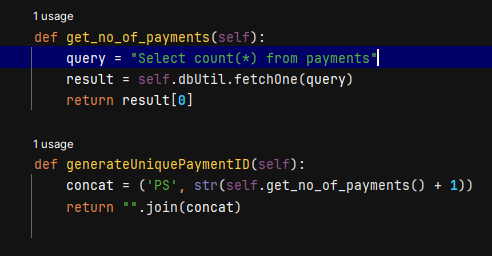 1 usage
def get_no_of_payments(self):
    query = "Select count(*) from payments"
    result = self.dbUtil.fetchOne(query)
    return result[0]
1 usage
def generateUniquePaymentID(self):
    concat = ('PS', str(self.get_no_of_payments() + 1))
    return "".join(concat)